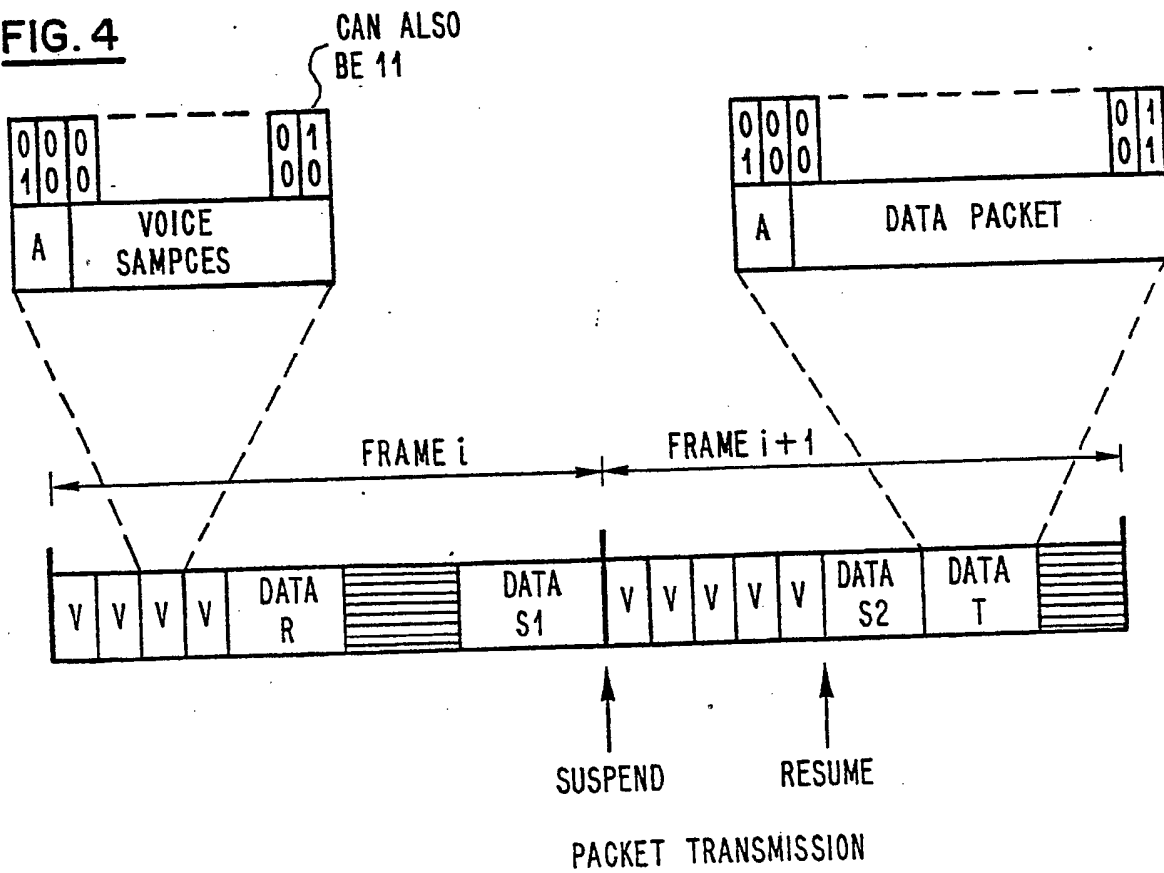 FIG. 4
CAN ALSO
BE 11
0 0 0 0 1
1 0 0 0 0
A
VOICE
SAMPCES
0 0 0 0 1
1 0 0 0 1
A
DATA PACKET
FRAME i
FRAME i+1
V V V V
DATA
R
DATA
S1
V V V V V
DATA
S2
DATA
T
SUSPEND
RESUME
PACKET TRANSMISSION